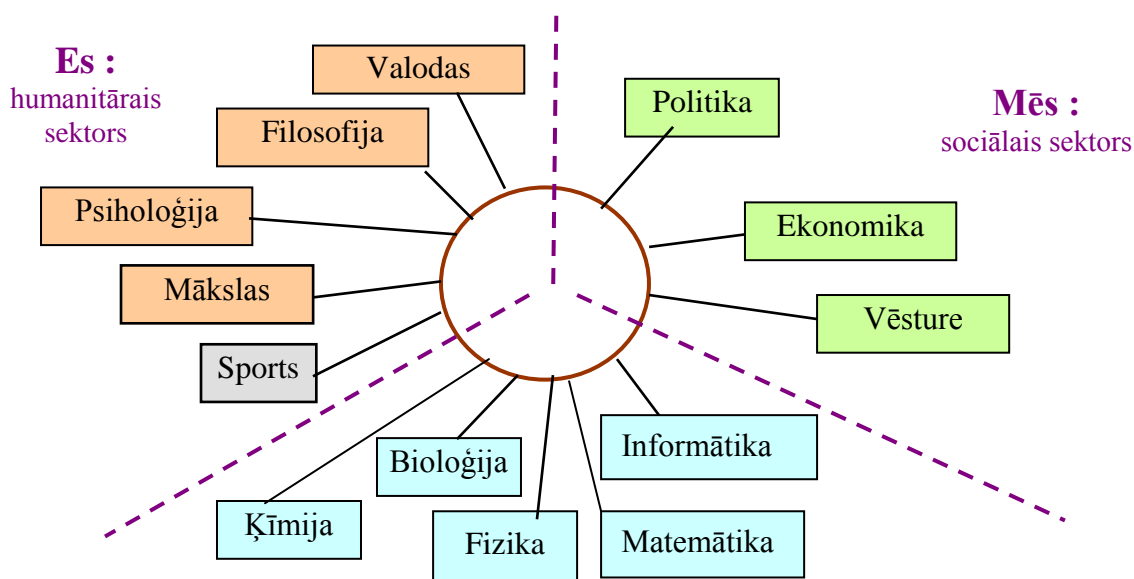 Es :
humanitārais
sektors
Valodas
Filosofija
Psiholoģija
Mākslas
Sports
Politika
Mēs :
sociālais sektors
Ekonomika
Vēsture
Informātika
Bioloģija
Ķīmija
Fizika
Matemātika